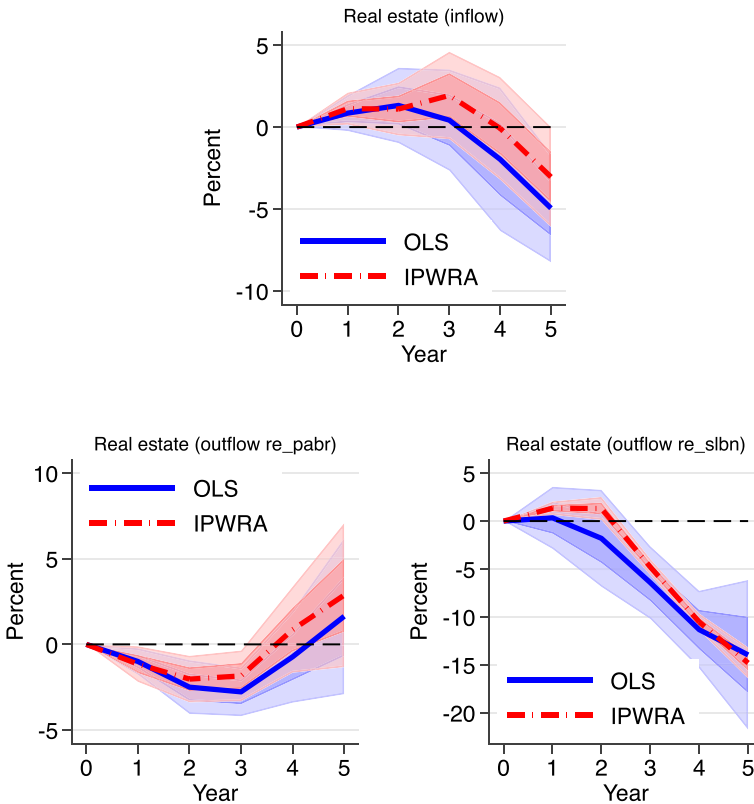 Real estate (inflow)
5
0
-5
-10
Percent
OLS
IPWRA
0 1 2 3 4 5
Year
Real estate (outflow re_pabr)
10
5
0
-5
Percent
OLS
IPWRA
0 1 2 3 4 5
Year
Real estate (outflow re_slbn)
5
0
-5
-10
-15
-20
Percent
OLS
IPWRA
0 1 2 3 4 5
Year